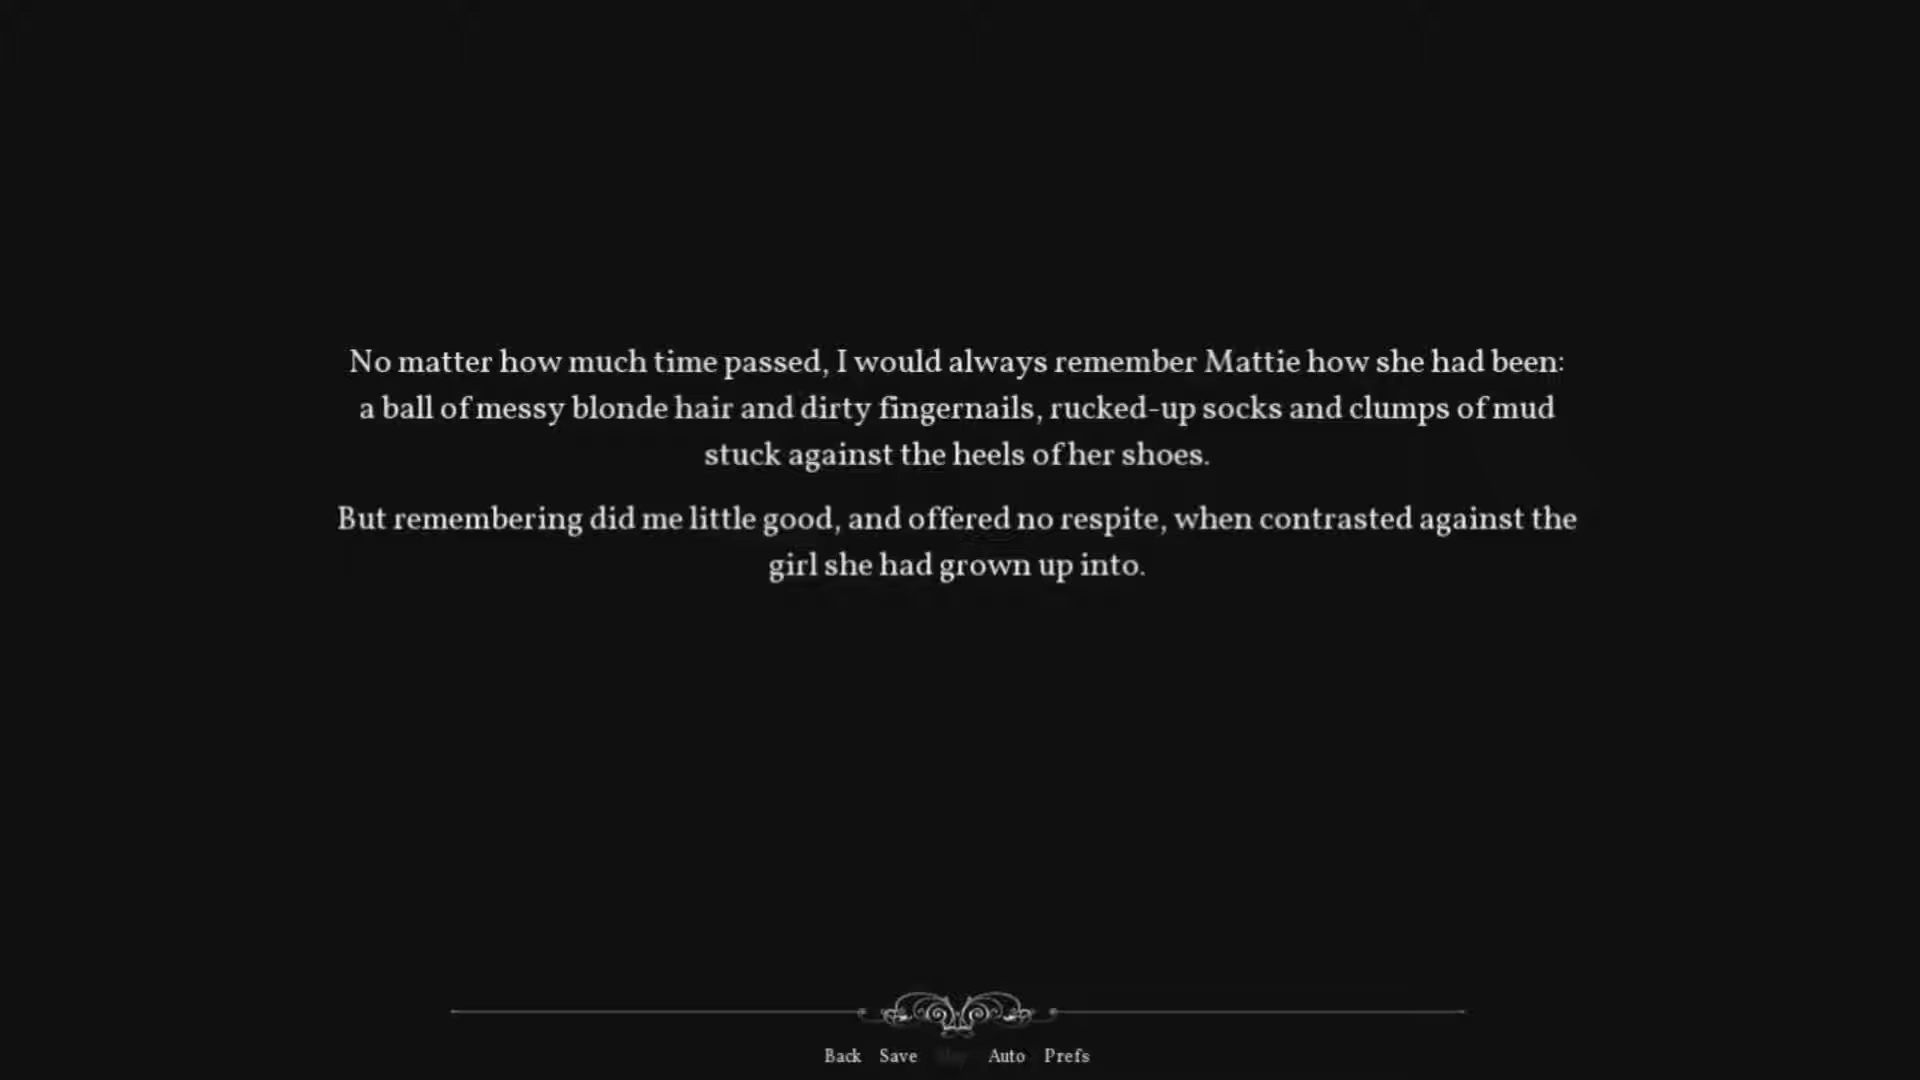 No matter how much time passed, I would always remember Mattie how she had been:
a ball of messy blonde hair and dirty fingernails, rucked-up socks and clumps of mud
stuck against the heels of her shoes.
But remembering did me little good, and offered no respite, when contrasted against the
girl she had grown up into.
Back Save Auto Prefs